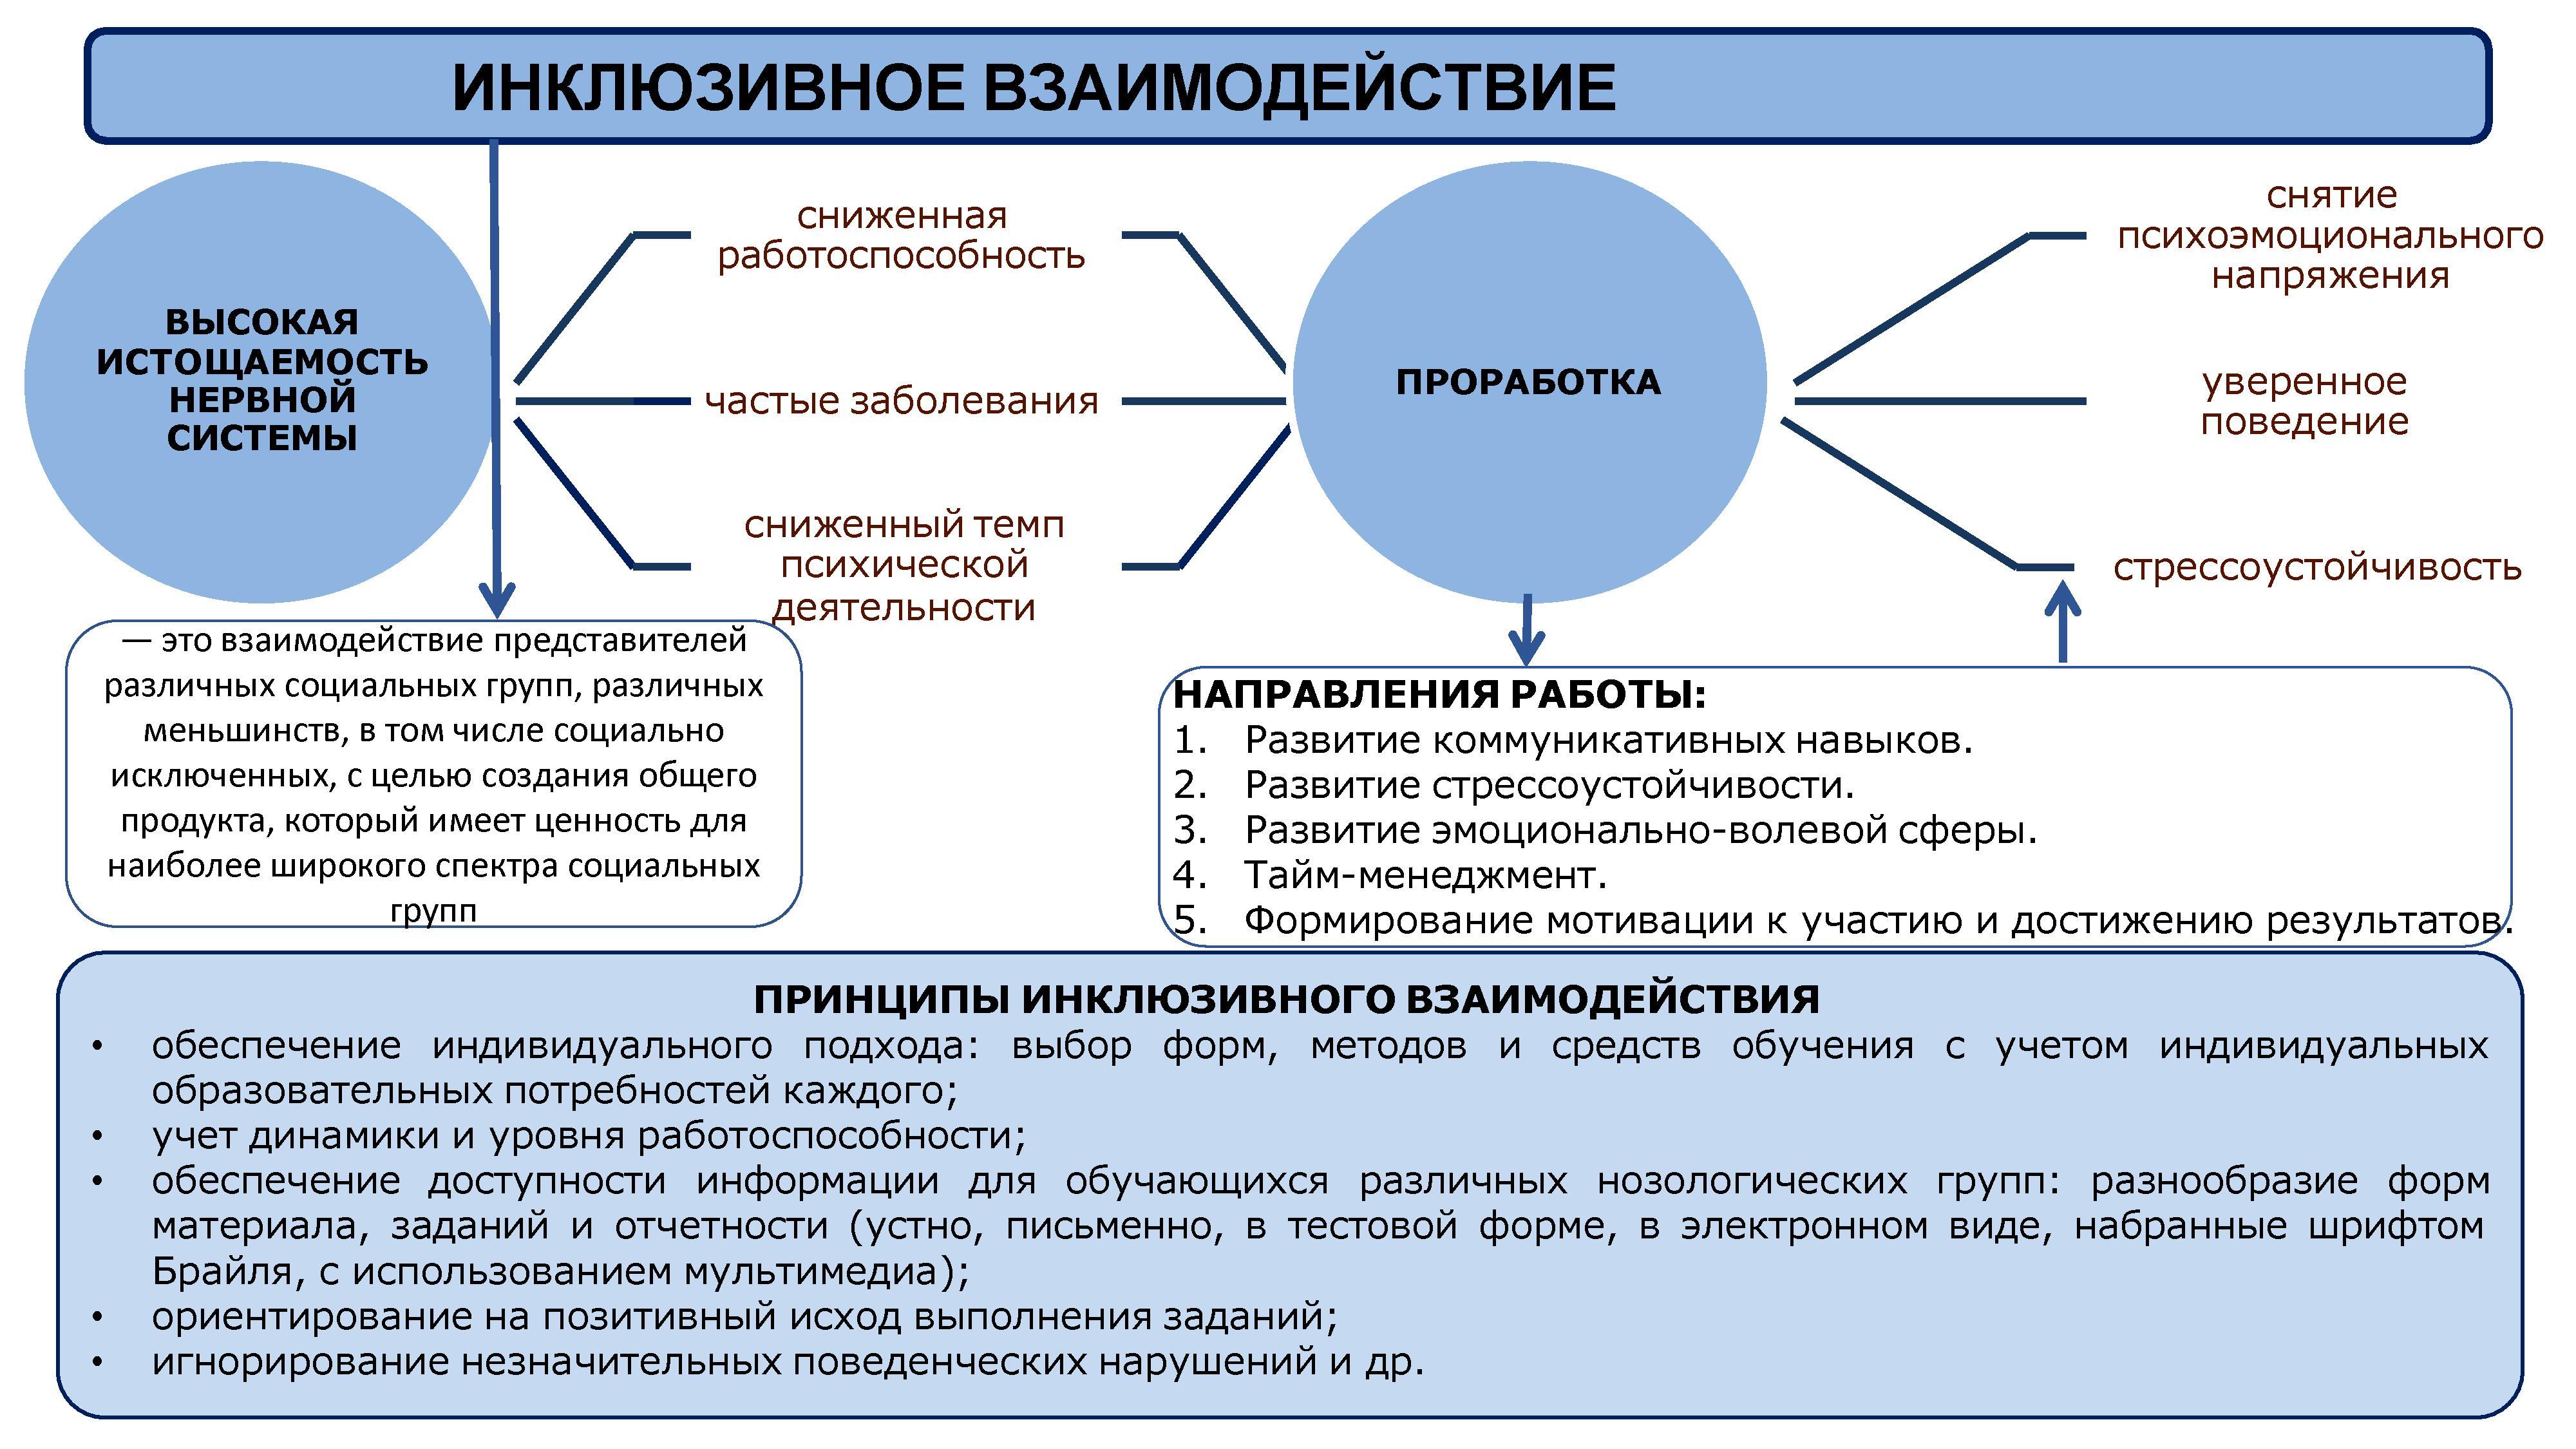 ИНКЛЮЗИВНОЕ ВЗАИМОДЕЙСТВИЕ
ВЫСОКАЯ
ИСТОЩАЕМОСТЬ
НЕРВНОЙ
СИСТЕМЫ
сниженная
работоспособность
частые заболевания
сниженный темп
психической
деятельности
ПРОРАБОТКА
снятие
психоэмоционального
напряжения
уверенное
поведение
стрессоустойчивость
— это взаимодействие представителей
различных социальных групп, различных
меньшинств, в том числе социально
исключенных, с целью создания общего
продукта, который имеет ценность для
наиболее широкого спектра социальных
групп
НАПРАВЛЕНИЯ РАБОТЫ:
1. Развитие коммуникативных навыков.
2. Развитие стрессоустойчивости.
3. Развитие эмоционально-волевой сферы.
4. Тайм-менеджмент.
5. Формирование мотивации к участию и достижению результатов.
ПРИНЦИПЫ ИНКЛЮЗИВНОГО ВЗАИМОДЕЙСТВИЯ
• обеспечение индивидуального подхода: выбор форм, методов и средств обучения с учетом индивидуальных
образовательных потребностей каждого;
• учет динамики и уровня работоспособности;
• обеспечение доступности информации для обучающихся различных нозологических групп: разнообразие форм
материала, заданий и отчетности (устно, письменно, в тестовой форме, в электронном виде, набранные шрифтом
Брайля, с использованием мультимедиа);
• ориентирование на позитивный исход выполнения заданий;
• игнорирование незначительных поведенческих нарушений и др.